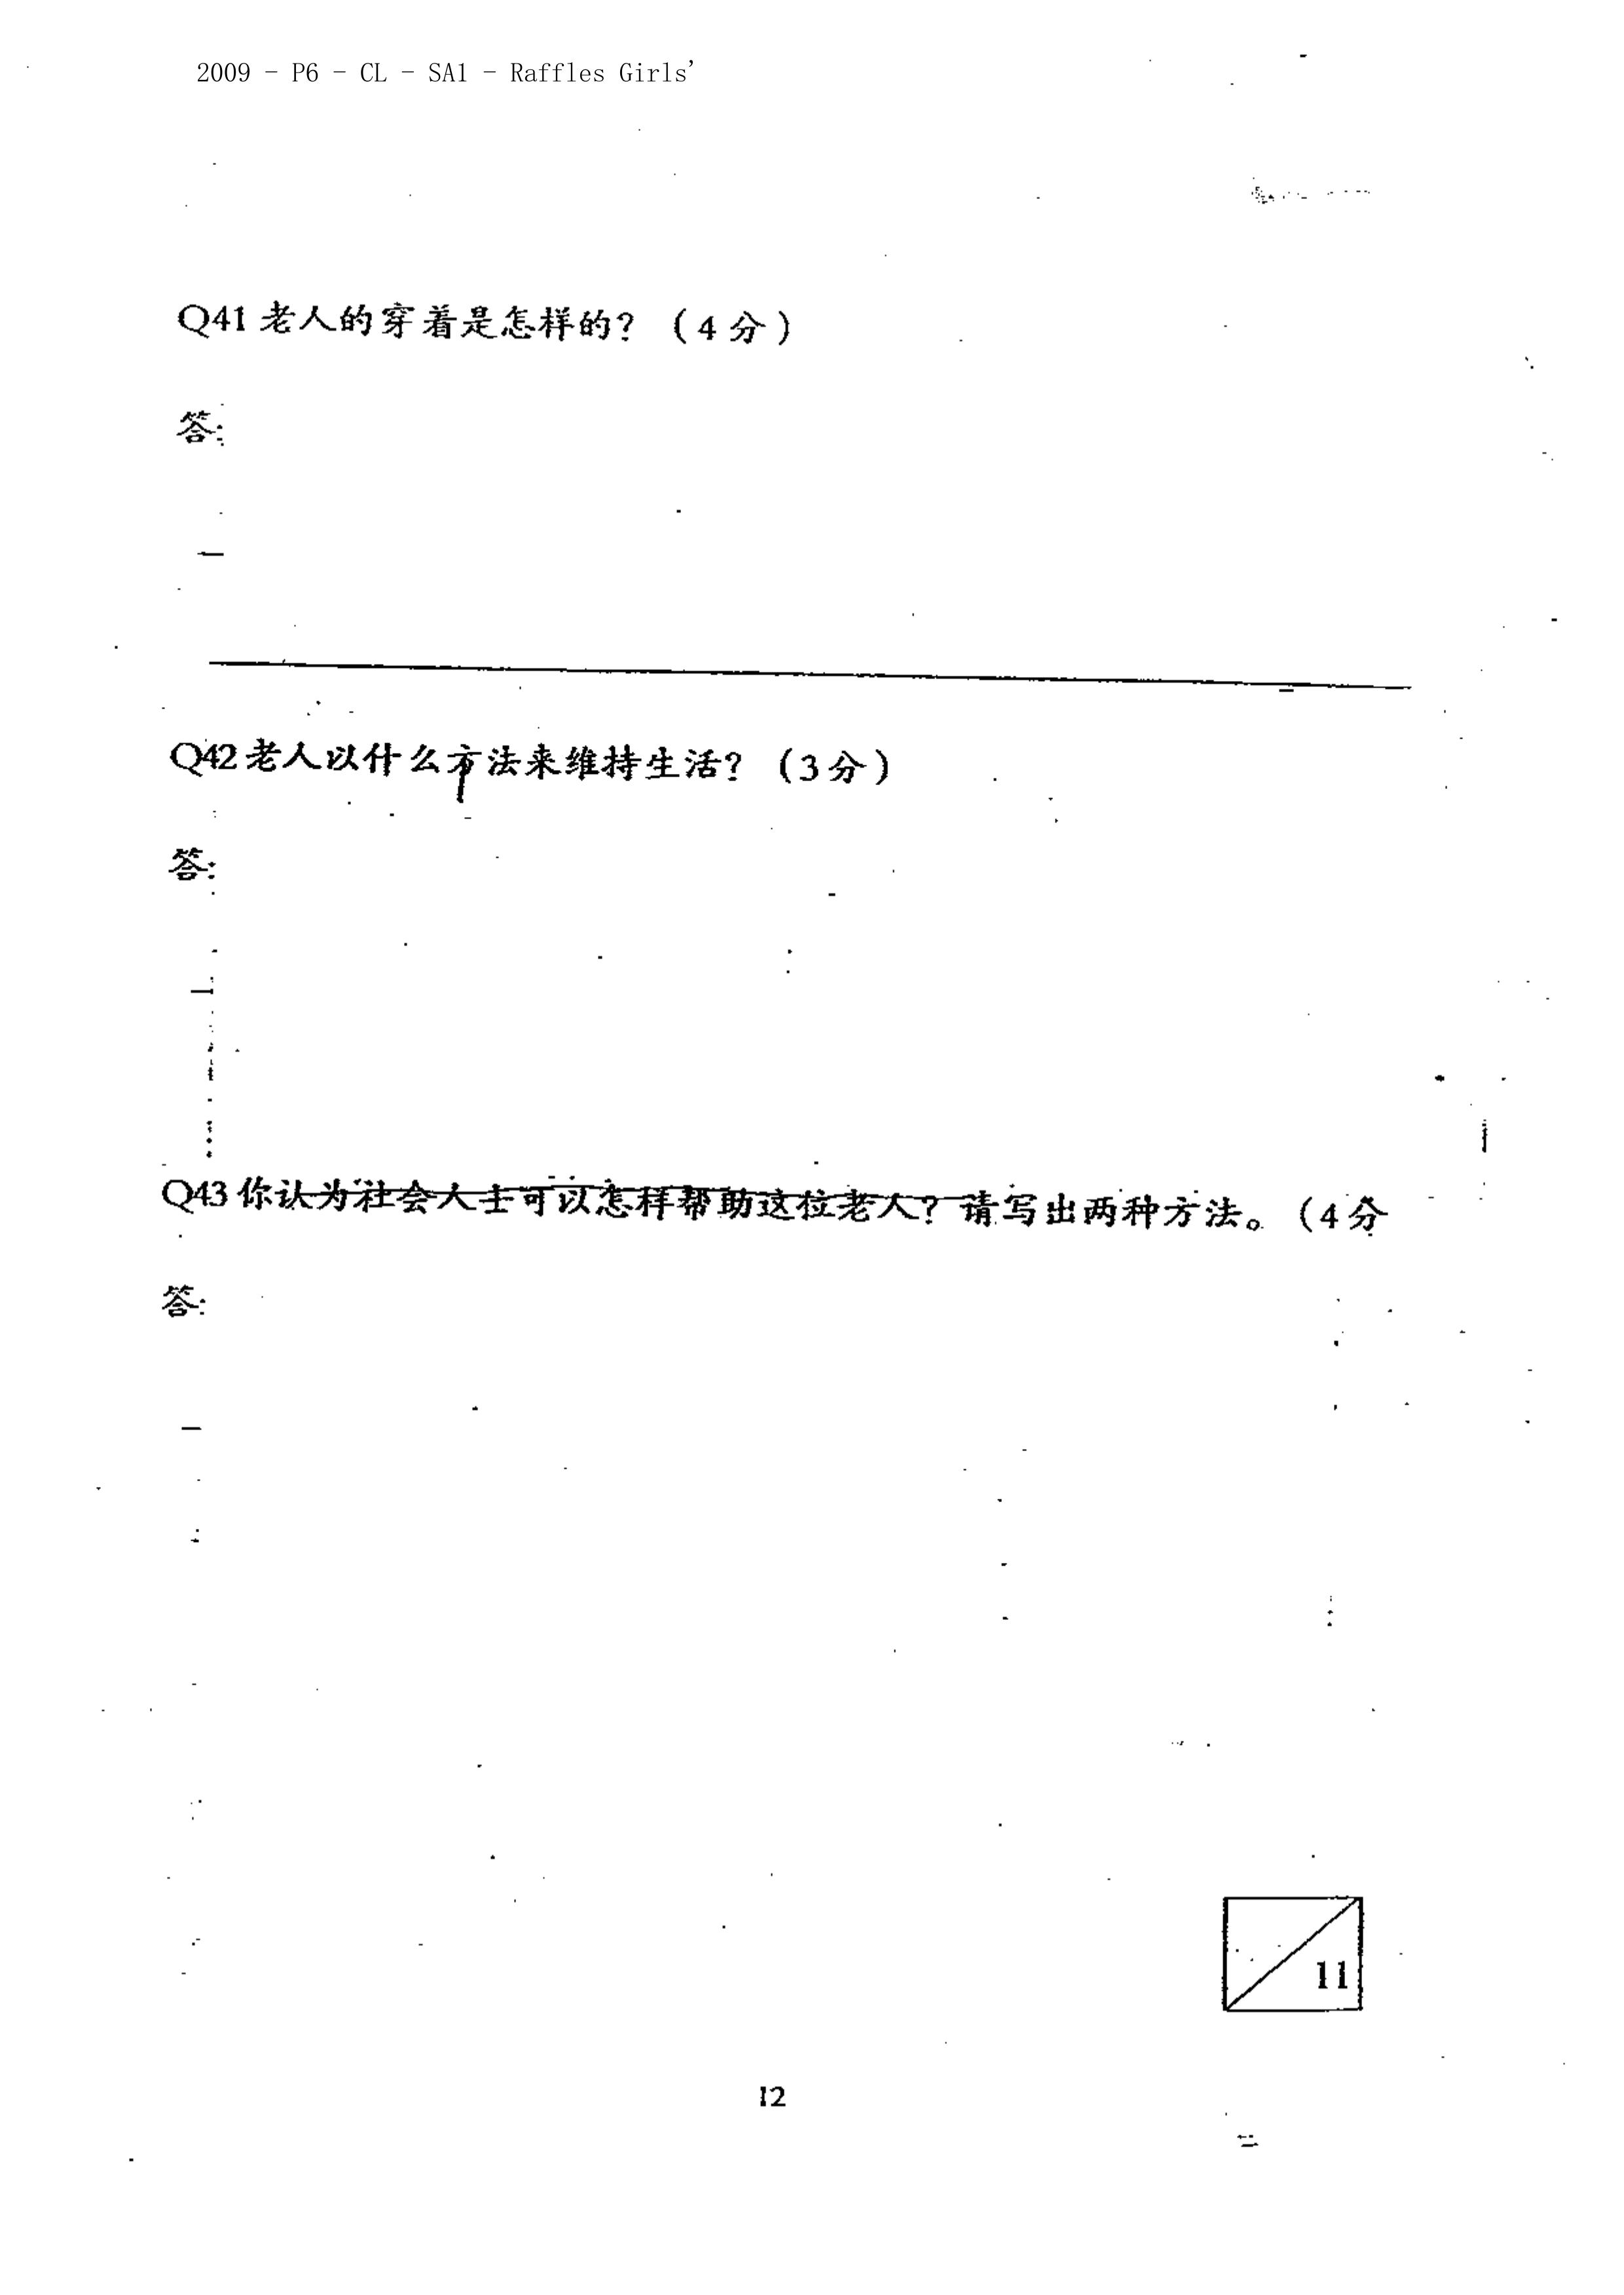 2009 - P6 - CL - SA1 - Raffles Girls'
Q41 老人的穿着是怎样的？（4 分）
答：
Q42 老人以什么方法来维持生活？（3 分）
答：
Q43 你认为社会人士可以怎样帮助这位老人？请写出两种方法。（4 分
答：
11
12